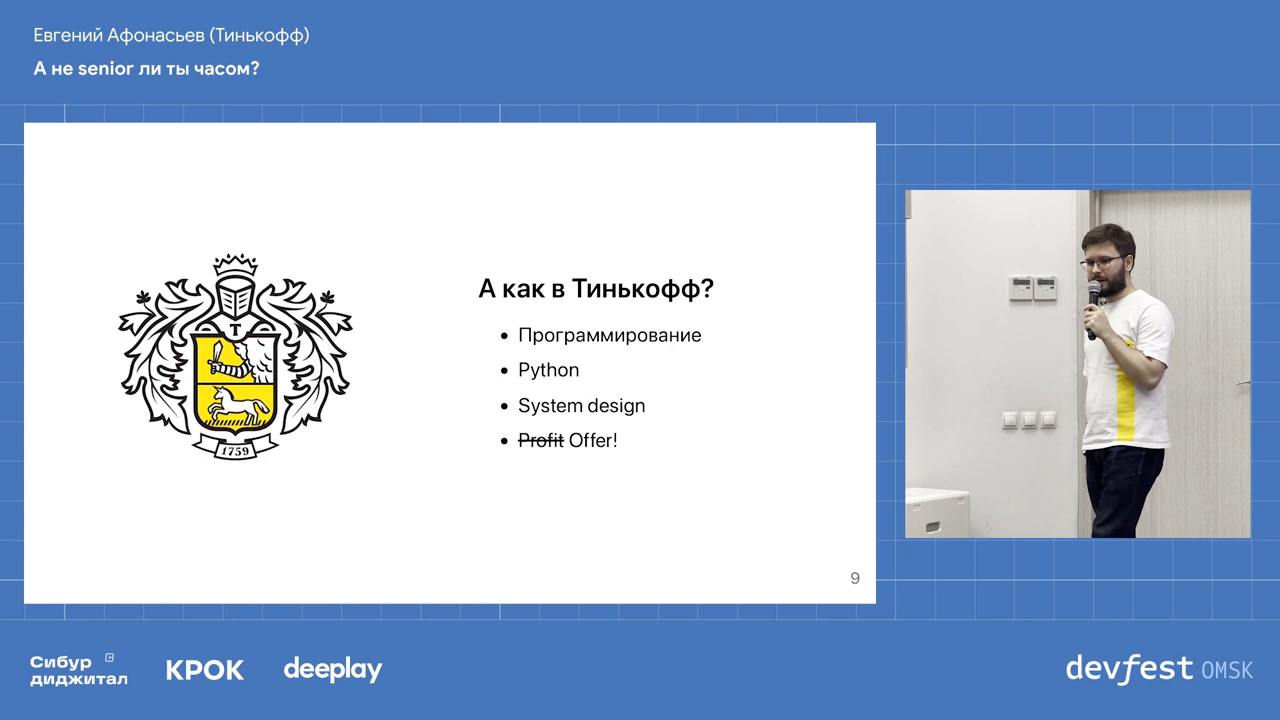 Евгений Афонасьев (Тинькофф)
А не senior ли ты часом?
Т
1759
А как в Тинькофф?
• Программирование
• Python
• System design
• Profit Offer!
9
Сибур
диджитал
КРОК
deeplay
devfest OMSK